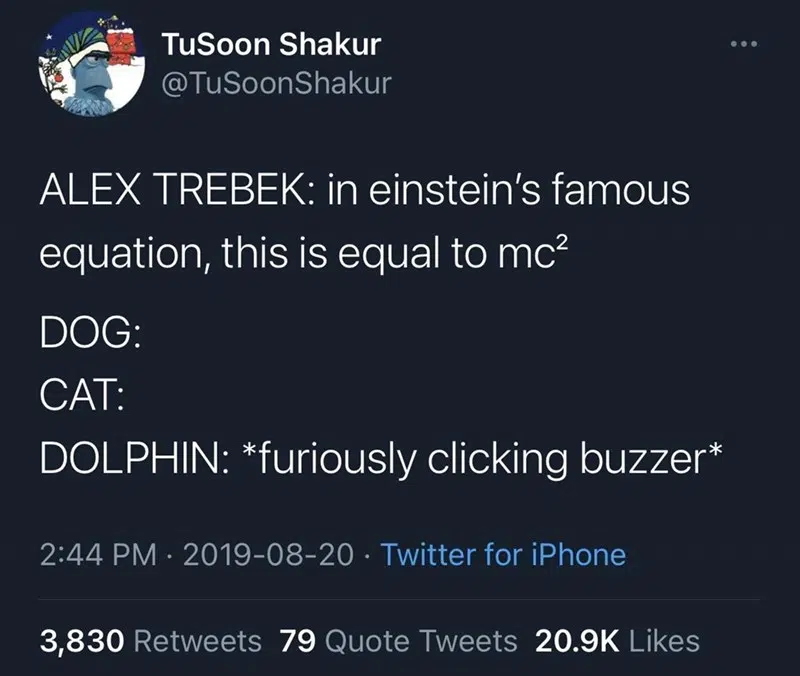 TuSoon Shakur
@TuSoonShakur
ALEX TREBEK: in einstein's famous
equation, this is equal to mc²
DOG:
CAT:
DOLPHIN: *furiously clicking buzzer*
2:44 PM · 2019-08-20 · Twitter for iPhone
3,830 Retweets 79 Quote Tweets 20.9K Likes